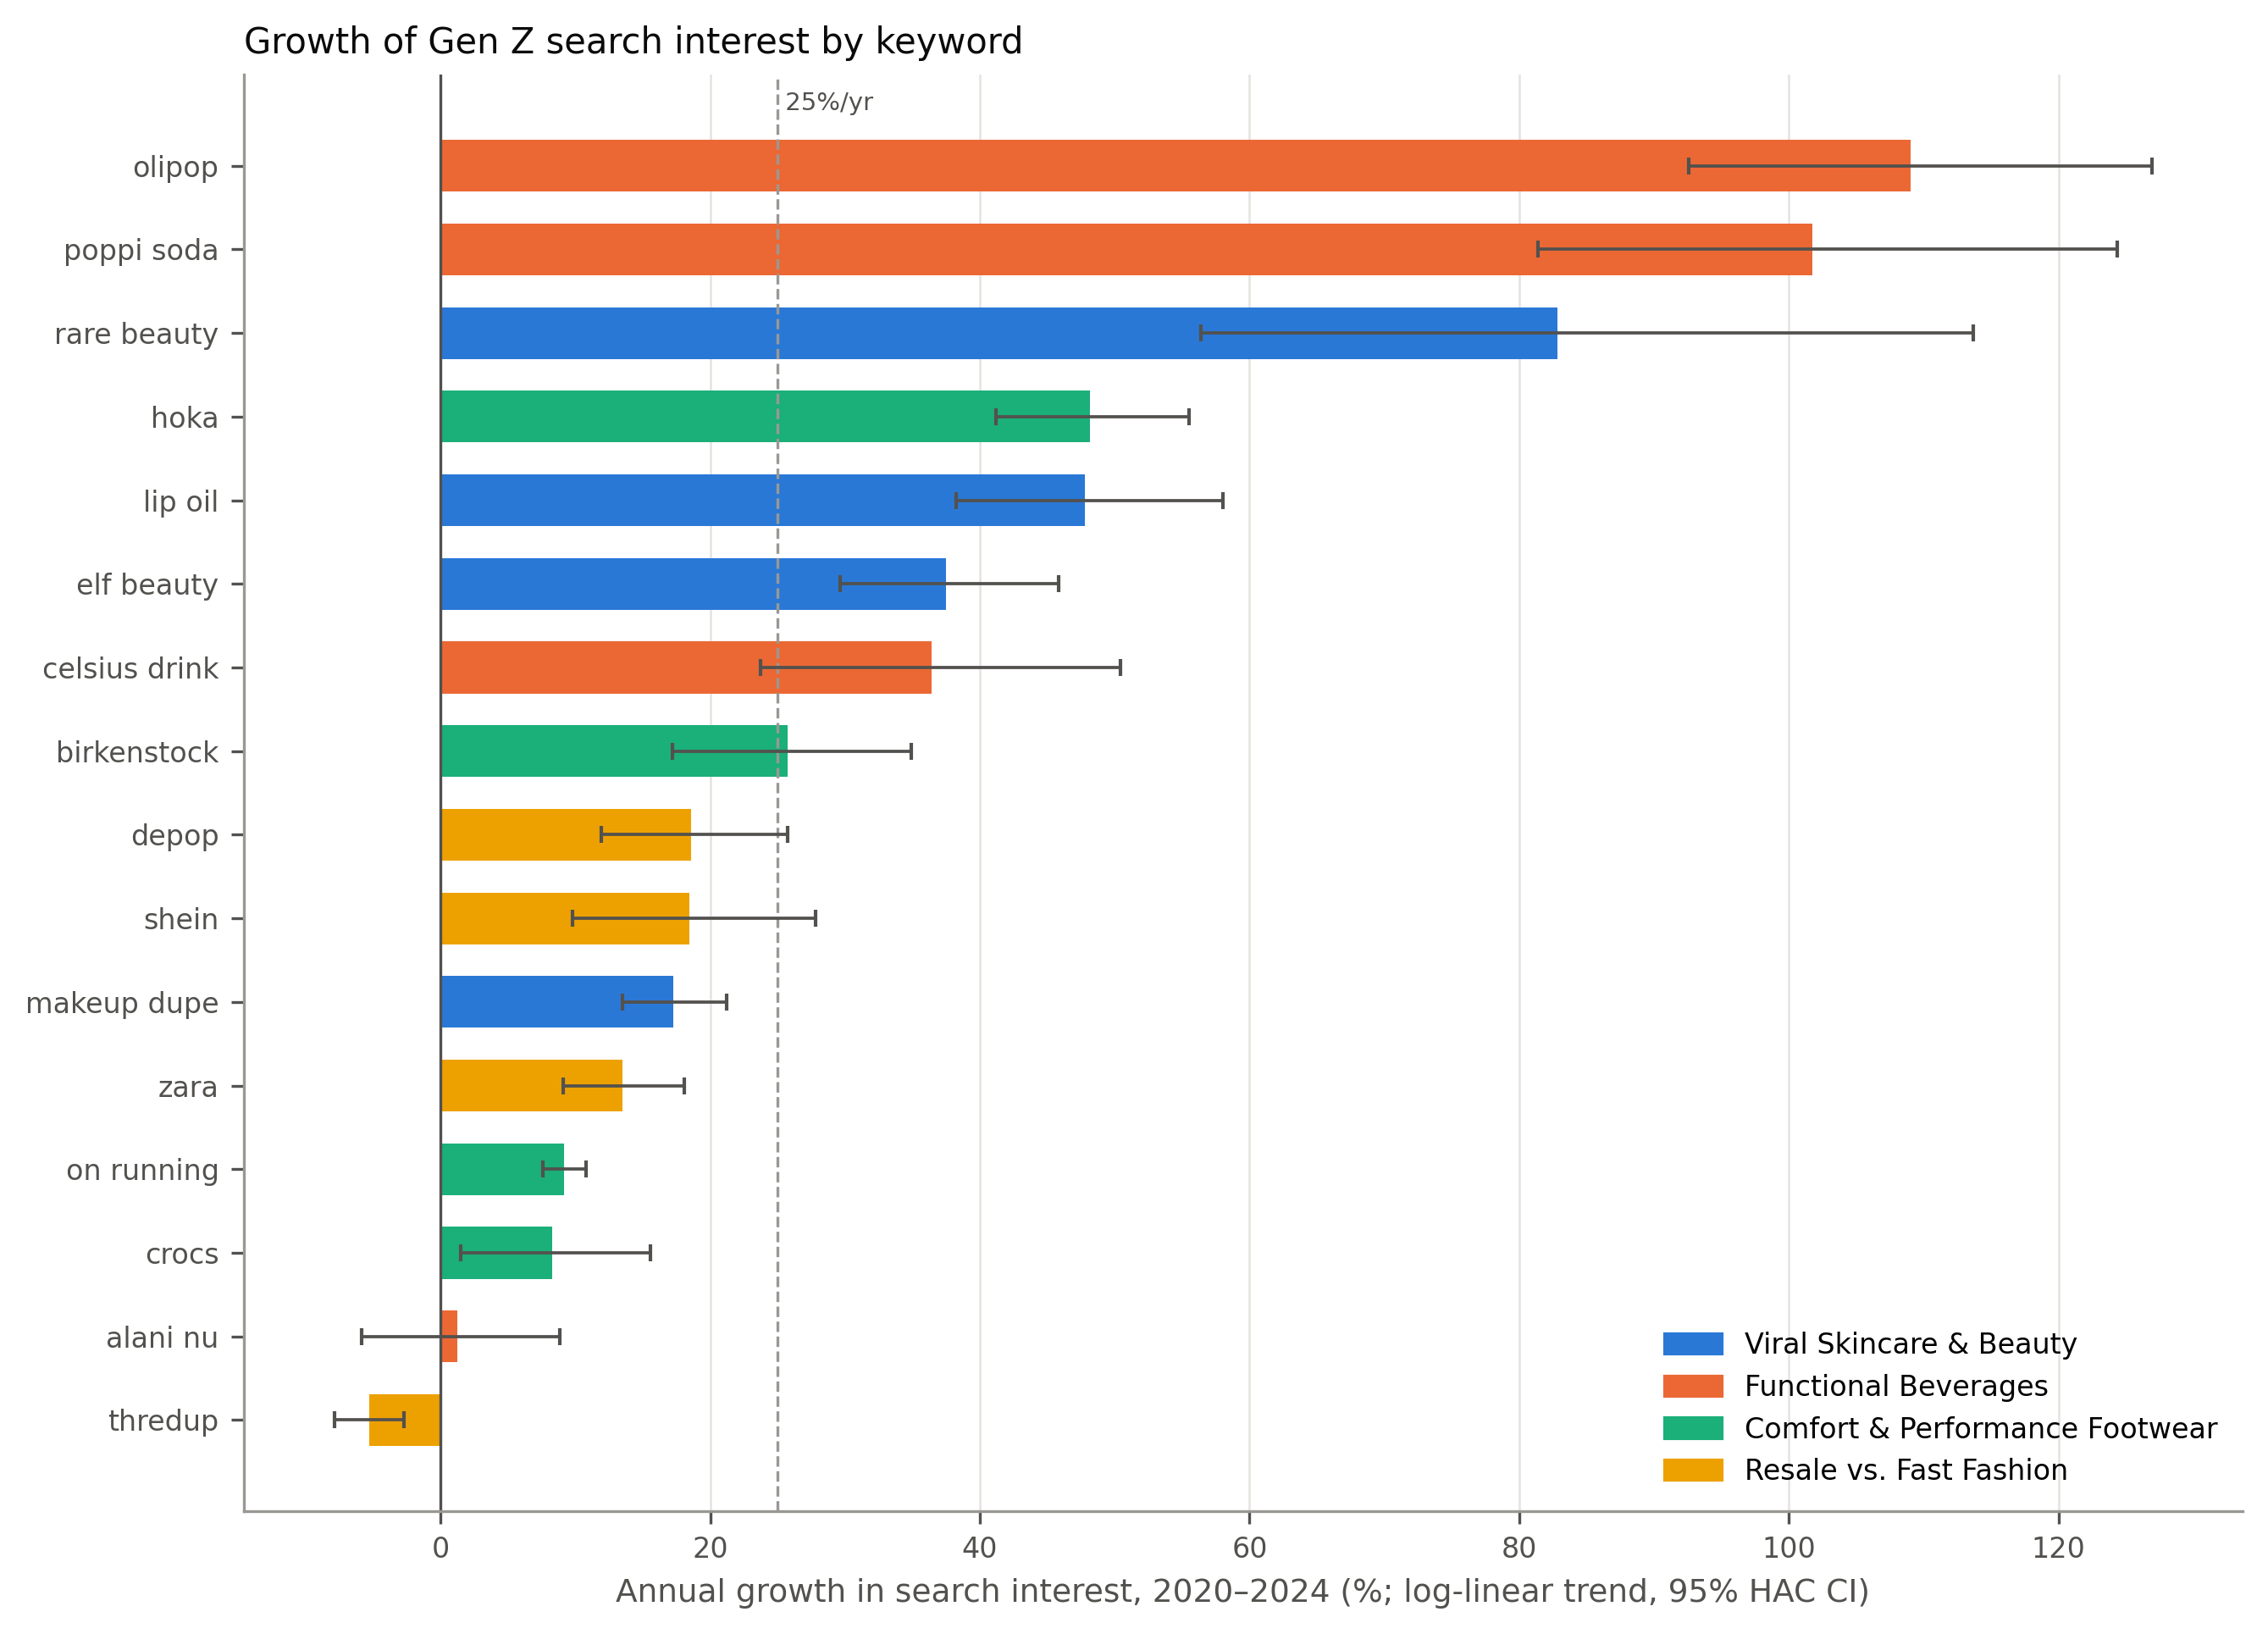 Growth of Gen Z search interest by keyword
25%/yr
olipop
poppi soda
rare beauty
hoka
lip oil
elf beauty
celsius drink
birkenstock
depop
shein
makeup dupe
zara
on running
crocs
alani nu
thredup
Viral Skincare & Beauty
Functional Beverages
Comfort & Performance Footwear
Resale vs. Fast Fashion
0 20 40 60 80 100 120
Annual growth in search interest, 2020–2024 (%; log-linear trend, 95% HAC CI)